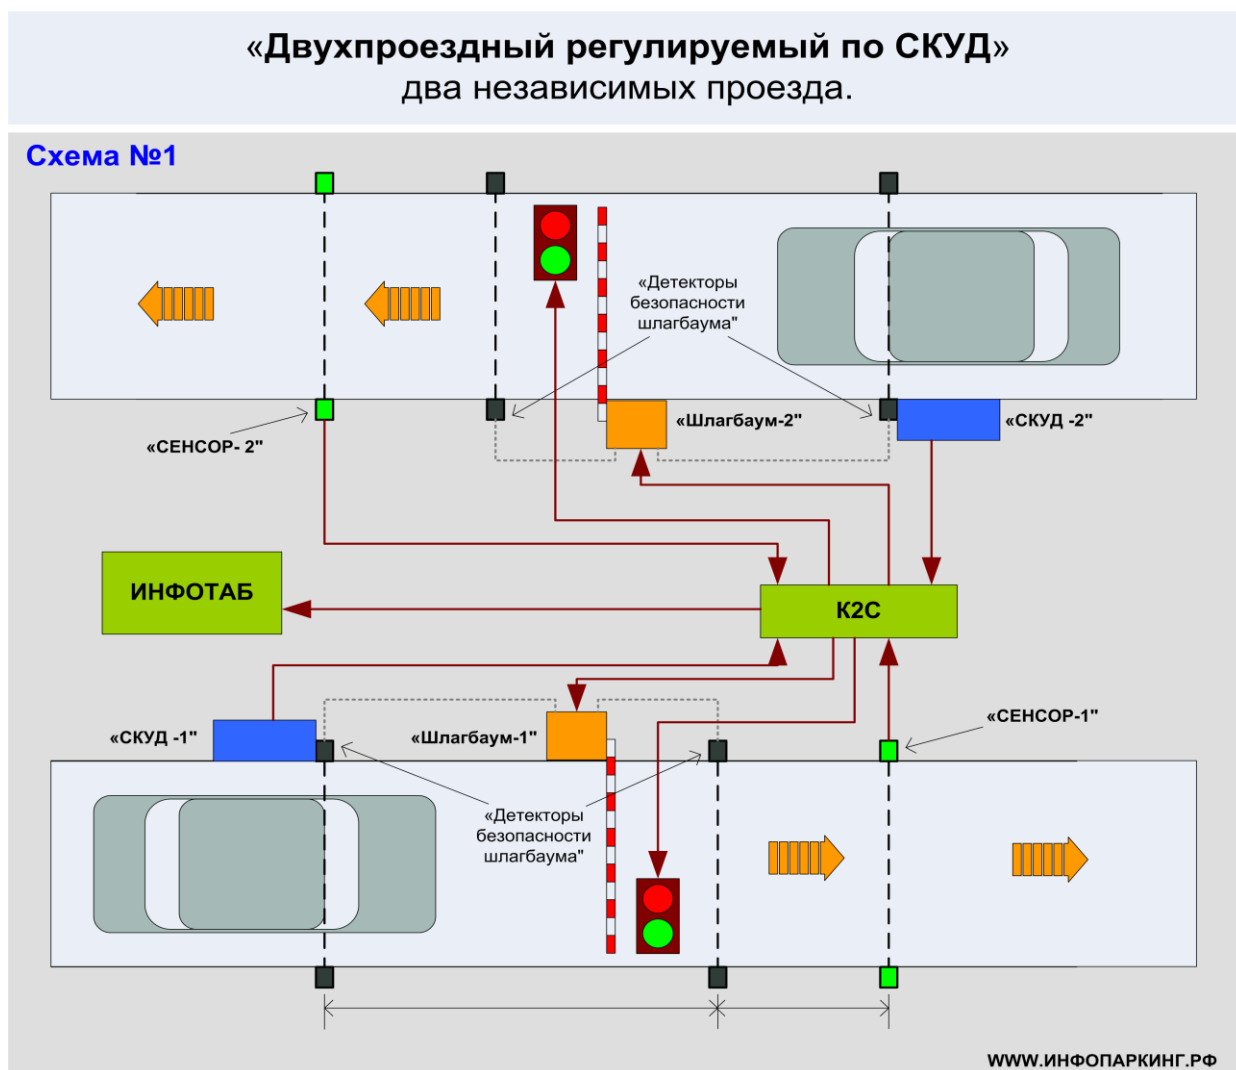 «Двухпроездный регулируемый по СКУД»
два независимых проезда.
Схема №1
«Детекторы
безопасности
шлагбаума"
«Шлагбаум-2"
«СКУД -2"
«СЕНСОР- 2"
ИНФОТАБ
К2С
«СКУД -1"
«Шлагбаум-1"
«СЕНСОР-1"
«Детекторы
безопасности
шлагбаума"
WWW.ИНФОПАРКИНГ.РФ